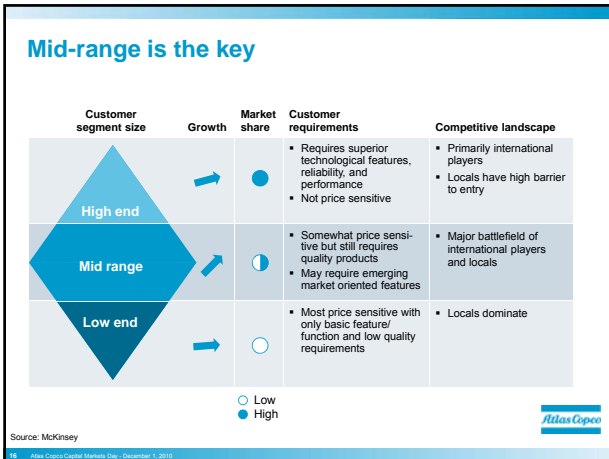 Mid-range is the key
Customer
segment size
Growth
Market
share
Customer
requirements
Competitive landscape
High end
▪ Requires superior
technological features,
reliability, and
performance
▪ Not price sensitive
▪ Primarily international
players
▪ Locals have high barrier
to entry
Mid range
▪ Somewhat price sensi-
tive but still requires
quality products
▪ May require emerging
market oriented features
▪ Major battlefield of
international players
and locals
Low end
▪ Most price sensitive with
only basic feature/
function and low quality
requirements
▪ Locals dominate
Low
High
Atlas Copco
Source: McKinsey
16 Atlas Copco Capital Markets Day - December 1, 2010